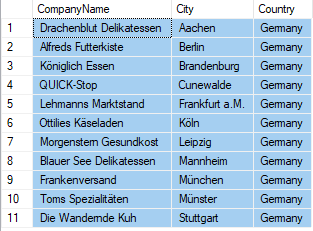 CompanyName City Country
1 Drachenblut Delikatessen Aachen Germany
2 Alfreds Futterkiste Berlin Germany
3 Königlich Essen Brandenburg Germany
4 QUICK-Stop Cunewalde Germany
5 Lehmanns Marktstand Frankfurt a.M. Germany
6 Ottilies Käseladen Köln Germany
7 Morgenstern Gesundkost Leipzig Germany
8 Blauer See Delikatessen Mannheim Germany
9 Frankenversand München Germany
10 Toms Spezialitäten Münster Germany
11 Die Wandernde Kuh Stuttgart Germany